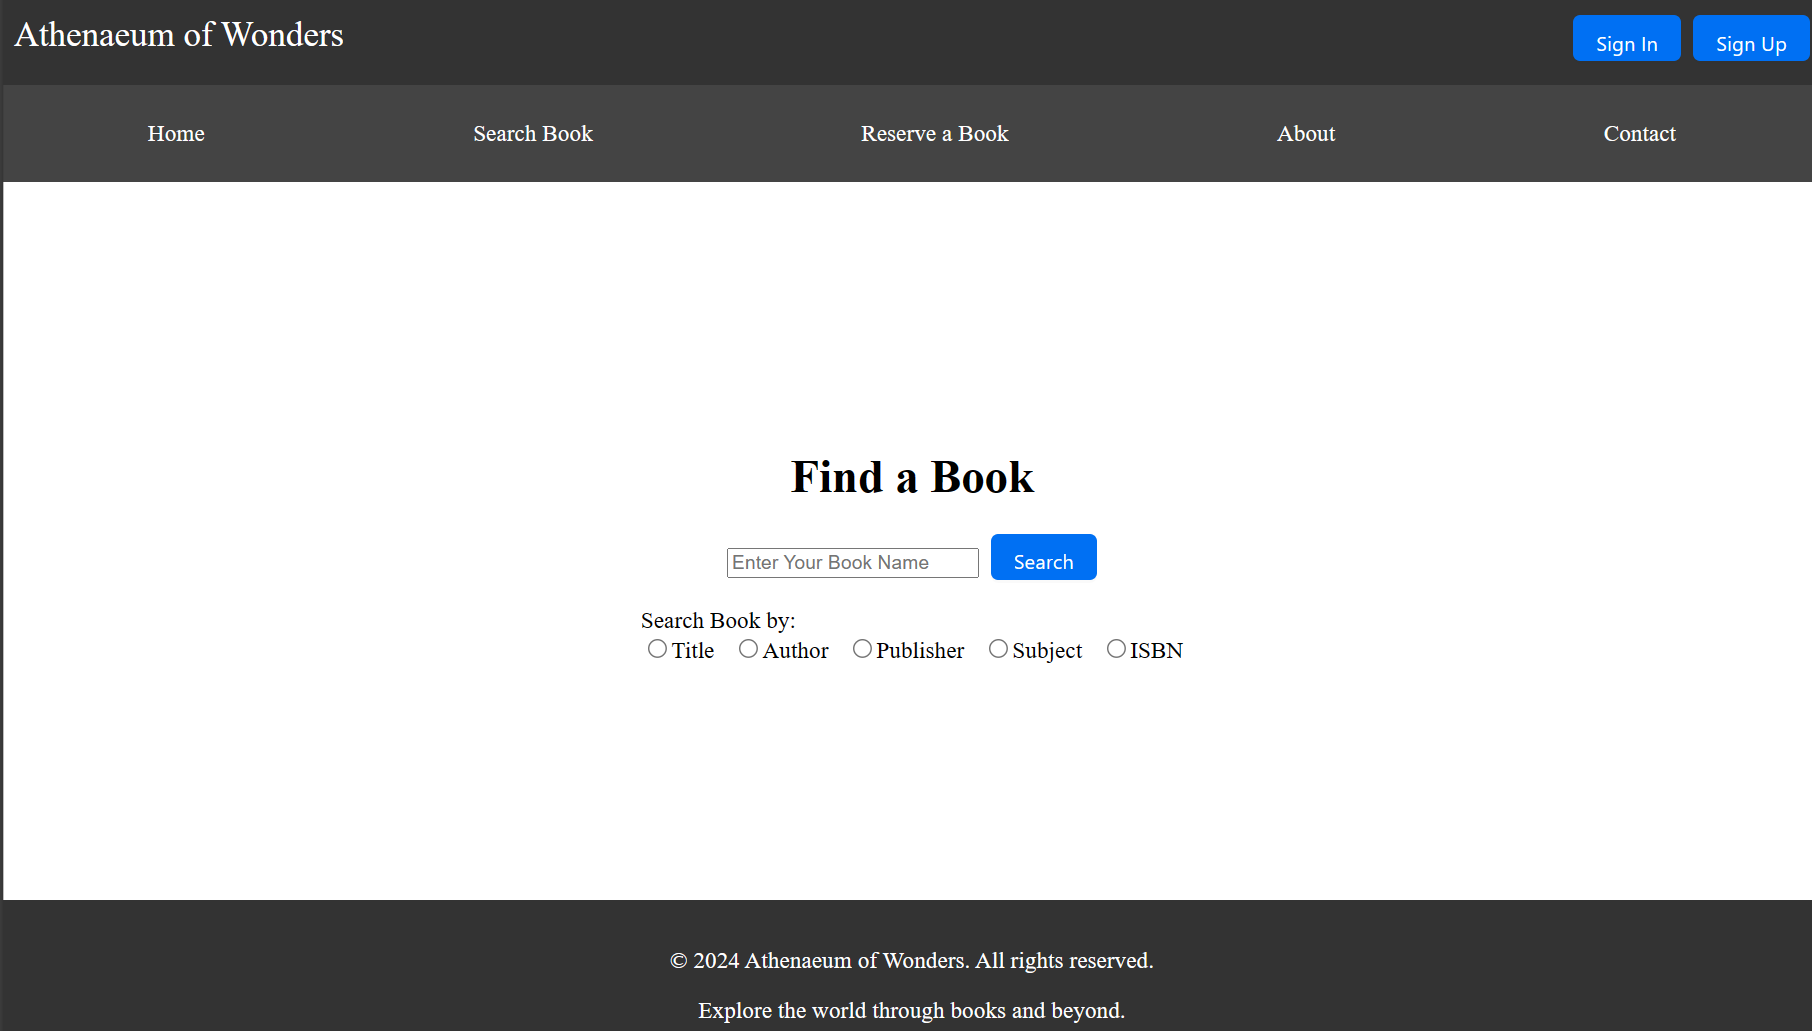 Athenaeum of Wonders
Sign In Sign Up
Home Search Book Reserve a Book About Contact
Find a Book
Enter Your Book Name Search
Search Book by:
Title Author Publisher Subject ISBN
© 2024 Athenaeum of Wonders. All rights reserved.
Explore the world through books and beyond.